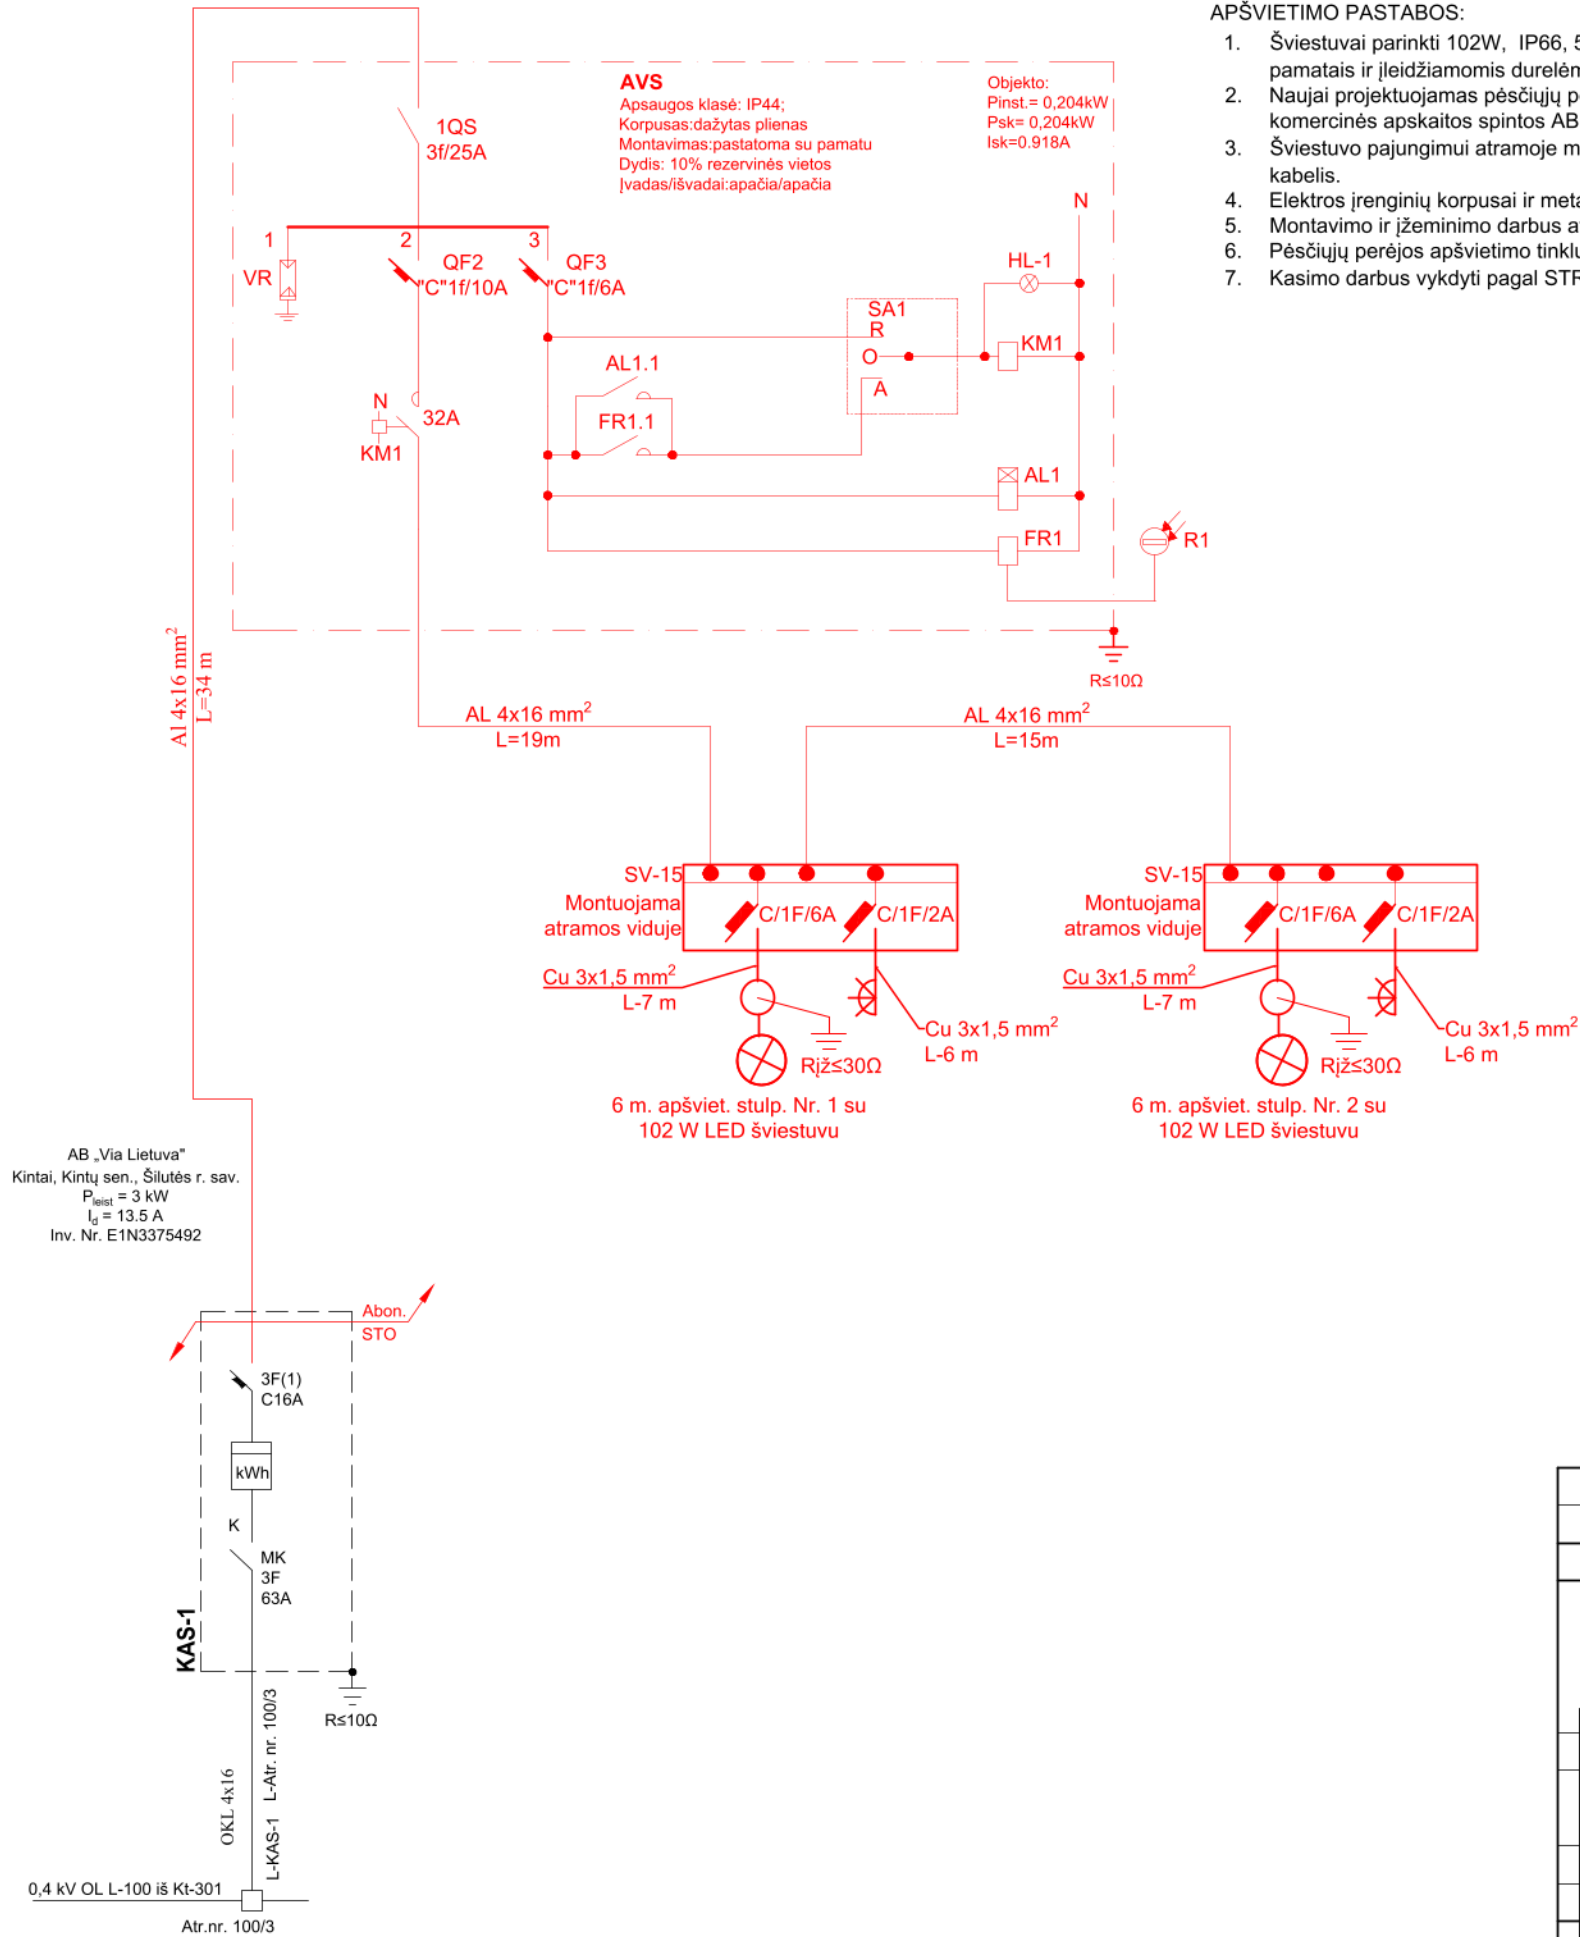 APŠVIETIMO PASTABOS:
1. Šviestuvai parinkti 102W, IP66, 5
pamatais ir įleidžiamomis durelėm
2. Naujai projektuojamas pėsčiųjų p
komercinės apskaitos spintos AB
3. Šviestuvo pajungimui atramoje m
kabelis.
4. Elektros įrenginių korpusai ir meta
5. Montavimo ir įžeminimo darbus a
6. Pėsčiųjų perėjos apšvietimo tinklu
7. Kasimo darbus vykdyti pagal STR
AVS
Apsaugos klasė: IP44;
Korpusas:dažytas plienas
Montavimas:pastatoma su pamatu
Dydis: 10% rezervinės vietos
Įvadas/išvadai:apačia/apačia
Objekto:
Pinst.= 0,204kW
Psk= 0,204kW
Isk=0.918A
1QS
3f/25A
1
2
3
VR
QF2
"C"1f/10A
QF3
"C"1f/6A
N
HL-1
SA1
R
O
A
KM1
AL1.1
FR1.1
N
32A
KM1
AL1
FR1
R1
R≤10Ω
Al 4x16 mm²
L=34 m
AL 4x16 mm²
L=19m
AL 4x16 mm²
L=15m
SV-15
Montuojama
atramos viduje
C/1F/6A
C/1F/2A
Cu 3x1,5 mm²
L-7 m
Cu 3x1,5 mm²
L-6 m
Rįž≤30Ω
6 m. apšviet. stulp. Nr. 1 su
102 W LED šviestuvu
SV-15
Montuojama
atramos viduje
C/1F/6A
C/1F/2A
Cu 3x1,5 mm²
L-7 m
Cu 3x1,5 mm²
L-6 m
Rįž≤30Ω
6 m. apšviet. stulp. Nr. 2 su
102 W LED šviestuvu
AB „Via Lietuva"
Kintai, Kintų sen., Šilutės r. sav.
Pleist = 3 kW
Id = 13.5 A
Inv. Nr. E1N3375492
Abon.
STO
3F(1)
C16A
kWh
K
MK
3F
63A
KAS-1
R≤10Ω
OKL 4x16
L-KAS-1 L-Atr. nr. 100/3
0,4 kV OL L-100 iš Kt-301
Atr.nr. 100/3